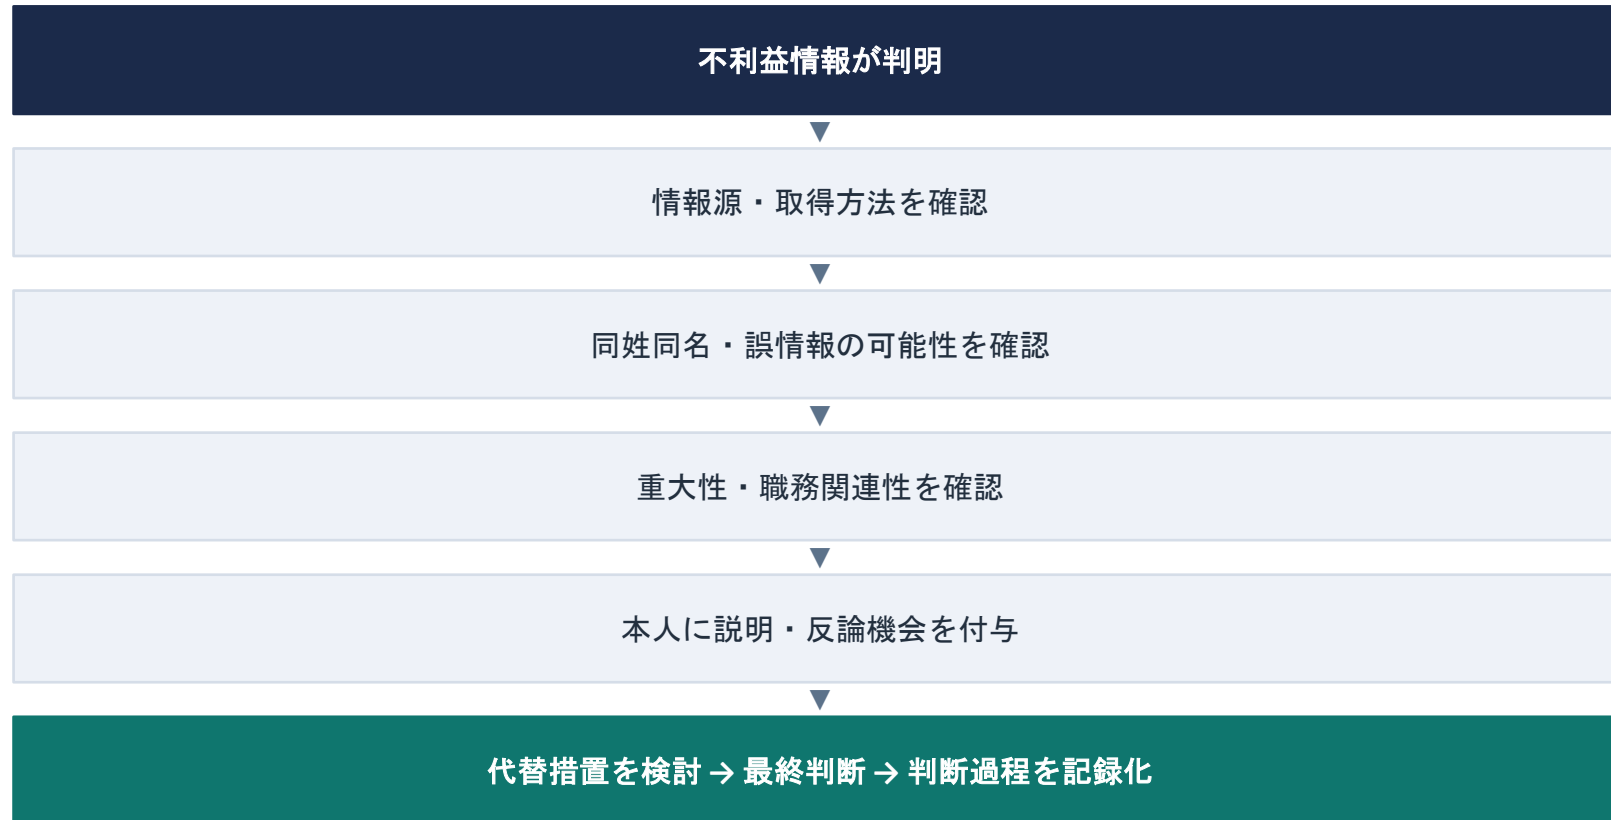 不利益情報が判明
▼
情報源・取得方法を確認
▼
同姓同名・誤情報の可能性を確認
▼
重大性・職務関連性を確認
▼
本人に説明・反論機会を付与
▼
代替措置を検討 → 最終判断 → 判断過程を記録化